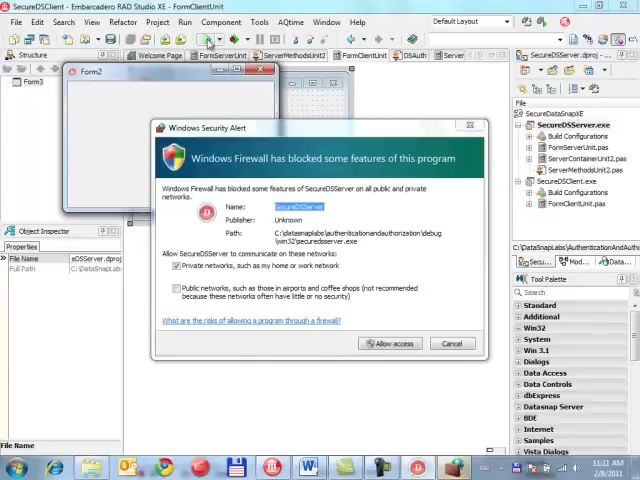 SecureDSClient - Embarcadero RAD Studio XE - FormClientUnit
File Edit Search View Refactor Project Run Component Tools AQtime Window Help
Default Layout
Structure
Welcome Page FormServerUnit ServerMethodsUnit2 FormClientUnit DSAuth Server
SecureDSServer.dproj - ...
Form3
Form2
File
SecureDataSnapXE
SecureDSServer.exe
Build Configurations
FormServerUnit.pas
ServerContainerUnit2.pas
ServerMethodsUnit2.pas
SecureDSClient.exe
Build Configurations
FormClientUnit.pas
Windows Security Alert
Windows Firewall has blocked some features of this program
Windows Firewall has blocked some features of SecureDSServer on all public and private
networks.
Name: SecureDSServer
Publisher: Unknown
Path: C:\datasnaplabs\authenticationandauthorization\debug
\win32\securedsserver.exe
Allow SecureDSServer to communicate on these networks:
Private networks, such as my home or work network
Public networks, such as those in airports and coffee shops (not recommended
because these networks often have little or no security)
What are the risks of allowing a program through a firewall?
Allow access Cancel
Object Inspector
Properties
File Name eDSServer.dproj
Full Path C:\DataSnapLabs\
File Name
C:\DataSnapLabs\AuthenticationAndAuth
Secu... Mod... Data...
Tool Palette
Search
Standard
Additional
Win32
System
Win 3.1
Dialogs
Data Access
Data Controls
dbExpress
Datasnap Server
BDE
Internet
Samples
Vista Dialogs
11:11 AM
2/8/2011